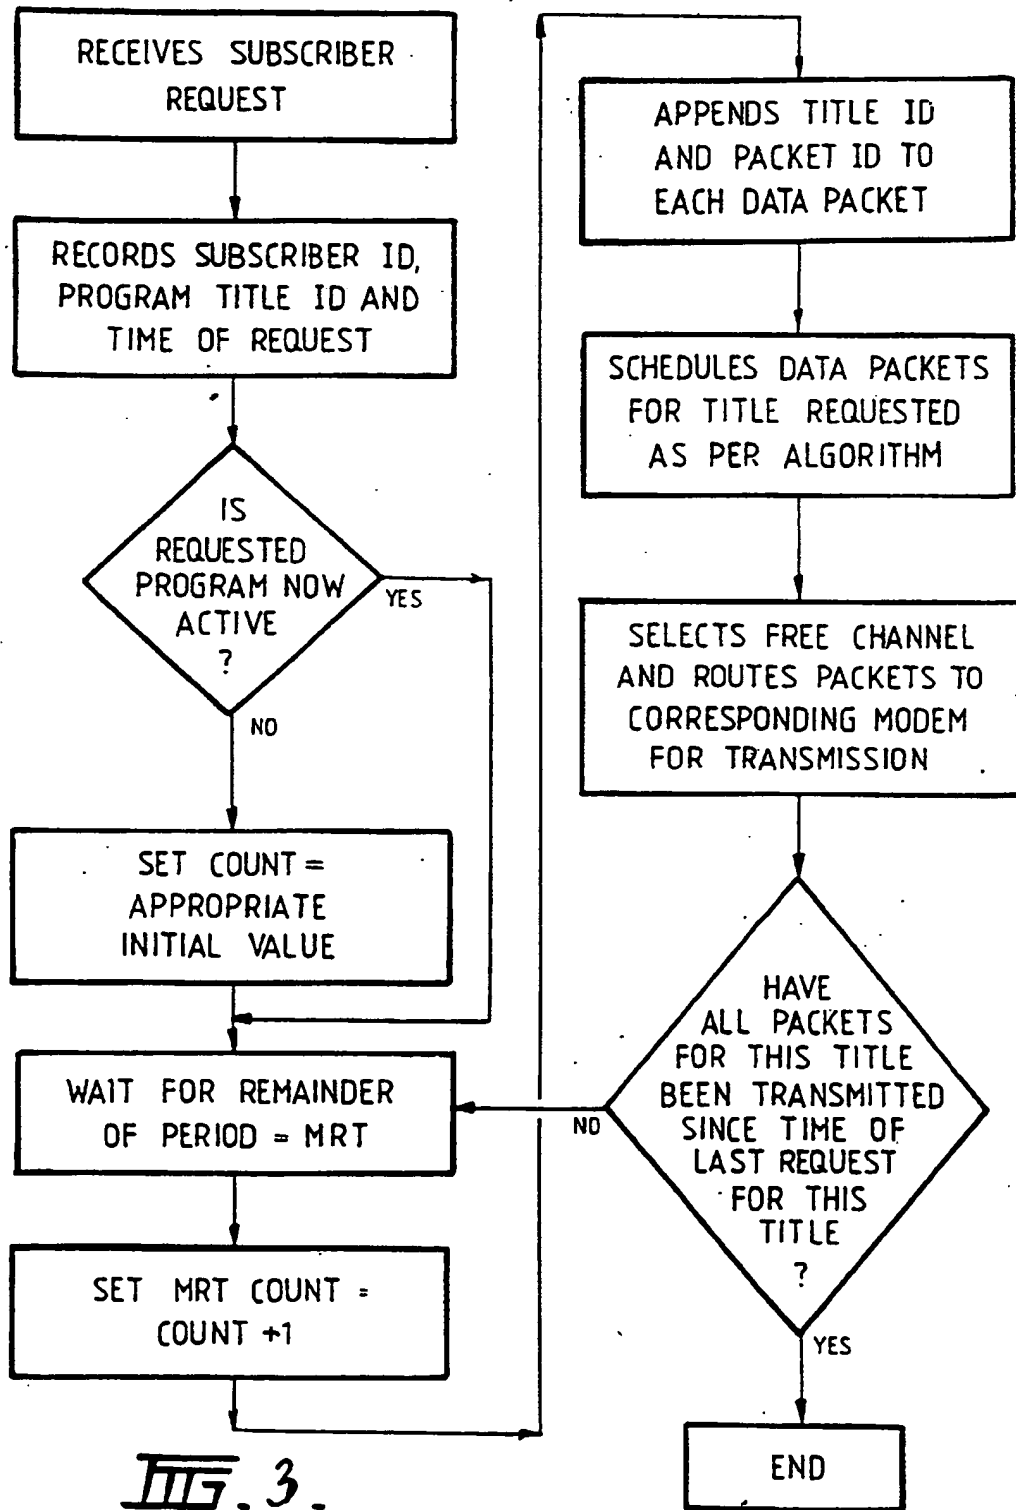 RECEIVES SUBSCRIBER
REQUEST
RECORDS SUBSCRIBER ID,
PROGRAM TITLE ID AND
TIME OF REQUEST
IS
REQUESTED
PROGRAM NOW
ACTIVE
?
YES
NO
SET COUNT =
APPROPRIATE
INITIAL VALUE
WAIT FOR REMAINDER
OF PERIOD = MRT
SET MRT COUNT =
COUNT +1
APPENDS TITLE ID
AND PACKET ID TO
EACH DATA PACKET
SCHEDULES DATA PACKETS
FOR TITLE REQUESTED
AS PER ALGORITHM
SELECTS FREE CHANNEL
AND ROUTES PACKETS TO
CORRESPONDING MODEM
FOR TRANSMISSION
HAVE
ALL PACKETS
FOR THIS TITLE
BEEN TRANSMITTED
SINCE TIME OF
LAST REQUEST
FOR THIS
TITLE
?
NO
YES
END
FIG. 3.